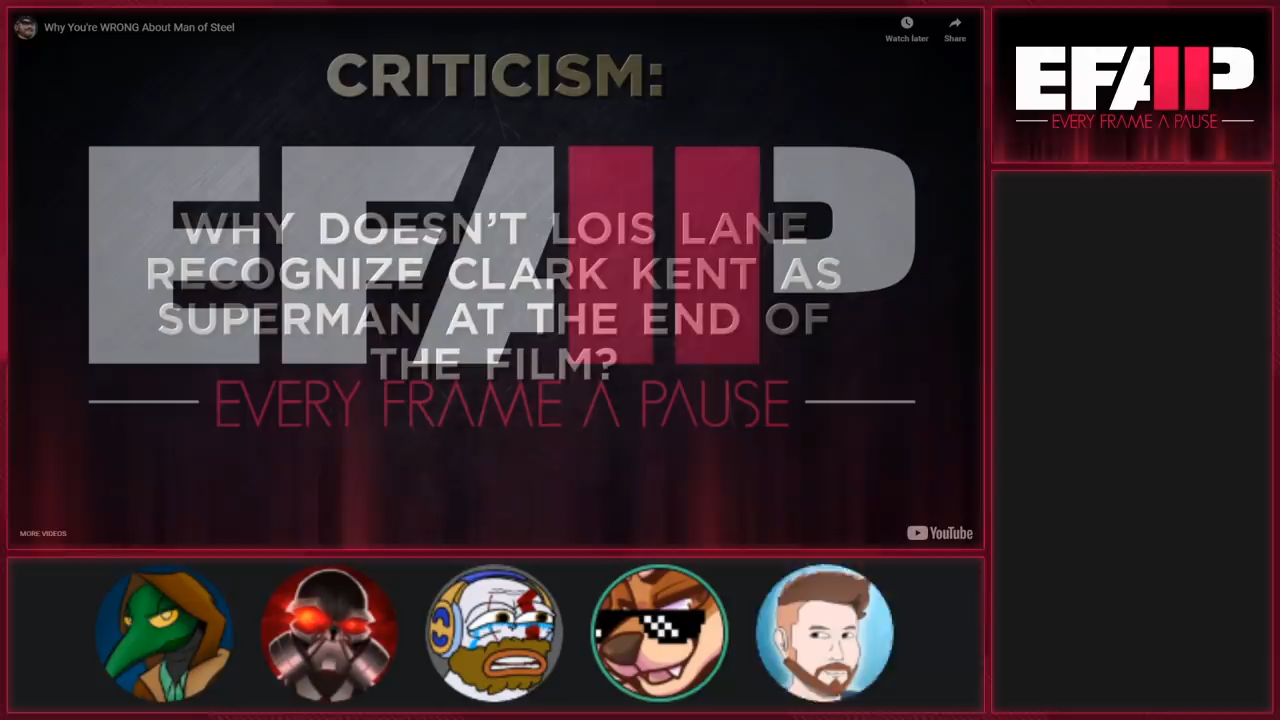 Why You're WRONG About Man of Steel
Watch later
Share
CRITICISM:
WHY DOESN'T LOIS LANE
RECOGNIZE CLARK KENT AS
SUPERMAN AT THE END OF
THE FILM?
EFAP
EVERY FRAME A PAUSE
MORE VIDEOS
YouTube
EFAP
EVERY FRAME A PAUSE